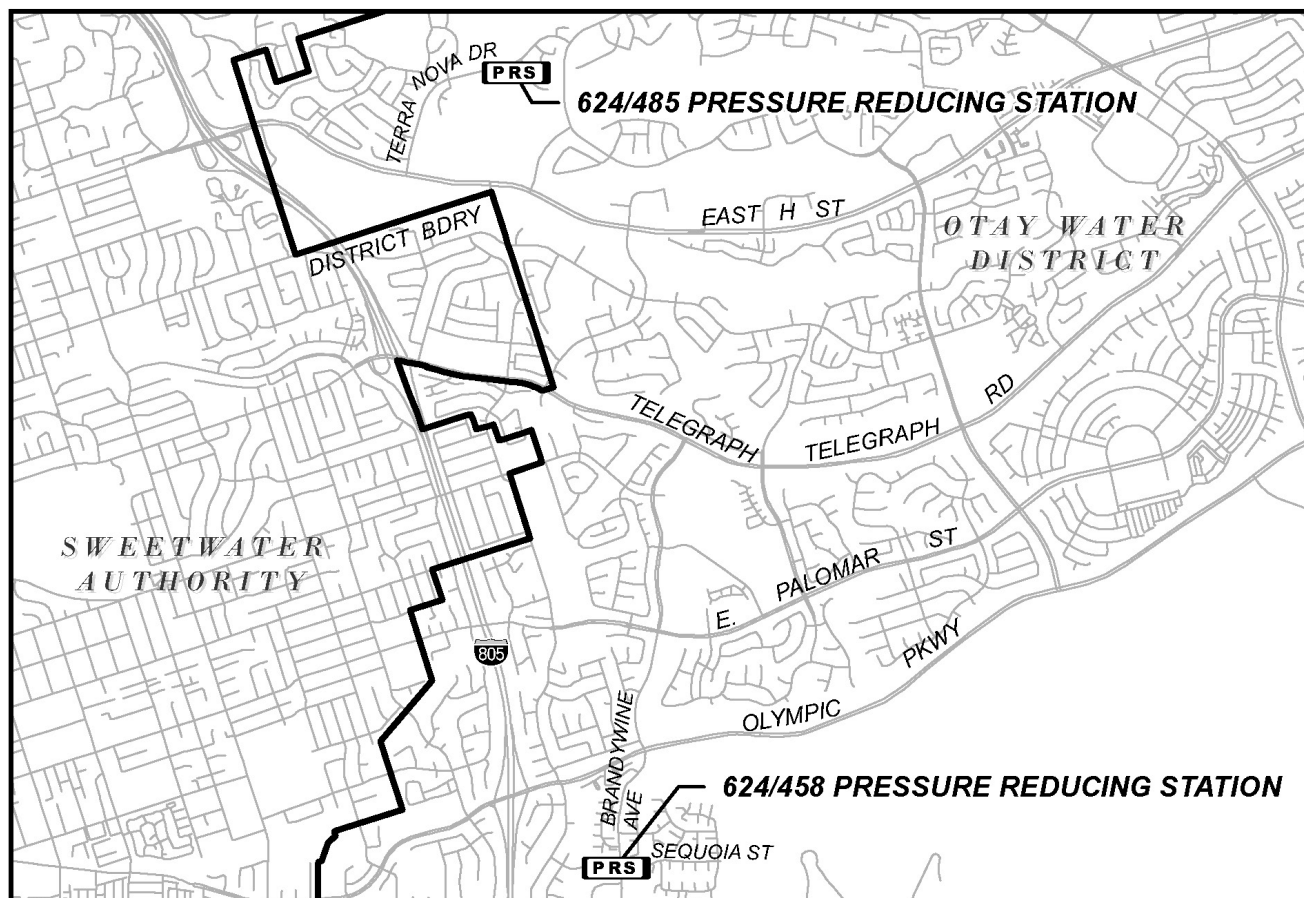 TERRA NOVA DR
PRS
624/485 PRESSURE REDUCING STATION
EAST H ST
DISTRICT BDRY
OTAY WATER
DISTRICT
TELEGRAPH
TELEGRAPH RD
SWEETWATER
AUTHORITY
E. PALOMAR ST
805
OLYMPIC PKWY
BRANDYWINE
AVE
624/458 PRESSURE REDUCING STATION
SEQUOIA ST
PRS